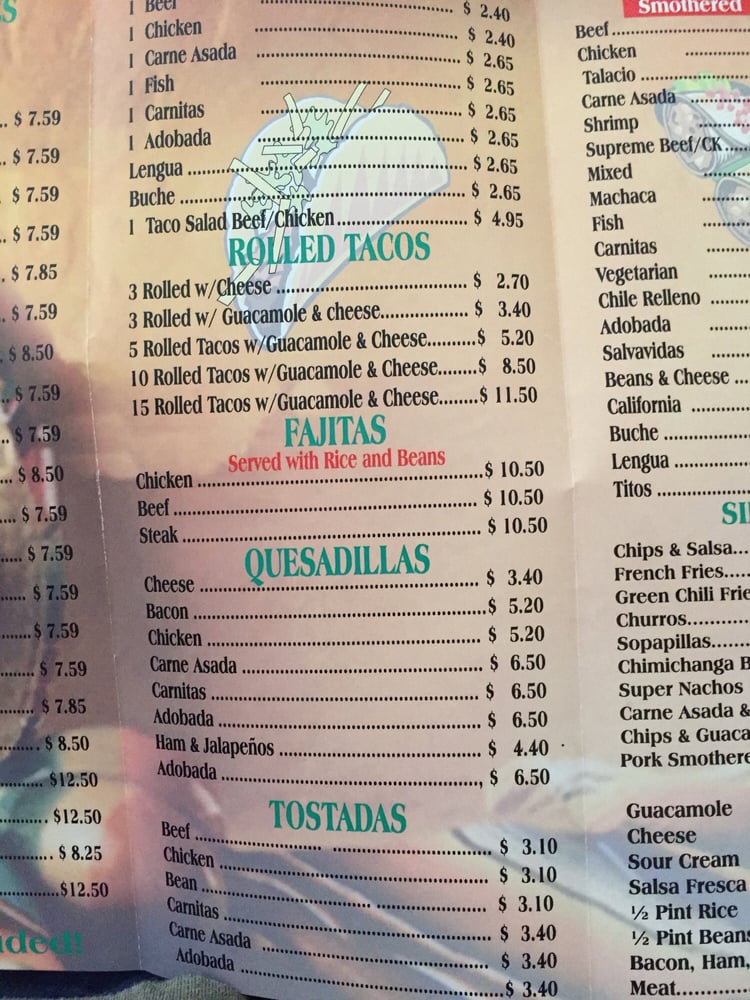 S
.. $ 7.59
.. $ 7.59
$ 7.59
.. $ 7.59
. $ 7.85
.. $ 7.59
. $ 8.50
.. $ 7.59
.. $ 7.59
... $ 8.50
.... $ 7.59
..... $ 7.59
...... $ 7.59
.......$ 7.59
........ $ 7.59
........ $ 7.85
.........$ 8.50
..........$12.50
.......... $12.50
............ $ 8.25
............$12.50
uded!
1 Beef ........ $ 2.40
1 Chicken ........ $ 2.40
1 Carne Asada ........ $ 2.65
1 Fish ........ $ 2.65
1 Carnitas ........ $ 2.65
1 Adobada ........ $ 2.65
Lengua ........ $ 2.65
Buche ........ $ 2.65
1 Taco Salad Beef/Chicken ........ $ 4.95
ROLLED TACOS
3 Rolled w/Cheese ........ $ 2.70
3 Rolled w/ Guacamole & cheese........ $ 3.40
5 Rolled Tacos w/Guacamole & Cheese........$ 5.20
10 Rolled Tacos w/Guacamole & Cheese.......$ 8.50
15 Rolled Tacos w/Guacamole & Cheese........$ 11.50
FAJITAS
Served with Rice and Beans
Chicken ........$ 10.50
Beef ........ $ 10.50
Steak ........ $ 10.50
QUESADILLAS
Cheese ........ $ 3.40
Bacon ........$ 5.20
Chicken ........ $ 5.20
Carne Asada ........ $ 6.50
Carnitas ........ $ 6.50
Adobada ........ $ 6.50
Ham & Jalapeños ........ $ 4.40
Adobada ........, $ 6.50
TOSTADAS
Beef ........ $ 3.10
Chicken ........ $ 3.10
Bean ........ $ 3.10
Carnitas ........ $ 3.40
Carne Asada ........ $ 3.40
Adobada ........$ 3.40
Smothered
Beef........
Chicken ........
Talacio ........
Carne Asada ........
Shrimp ........
Supreme Beef/CK.....
Mixed ........
Machaca ........
Fish ........
Carnitas ........
Vegetarian ........
Chile Relleno ........
Adobada ........
Salvavidas ........
Beans & Cheese ...
California ........
Buche ........
Lengua ........
Titos ........
SI
Chips & Salsa...
French Fries.....
Green Chili Frie
Churros........
Sopapillas.......
Chimichanga B
Super Nachos
Carne Asada &
Chips & Guaca
Pork Smothere
Guacamole
Cheese
Sour Cream
Salsa Fresca
½ Pint Rice
½ Pint Beans
Bacon, Ham,
Meat........